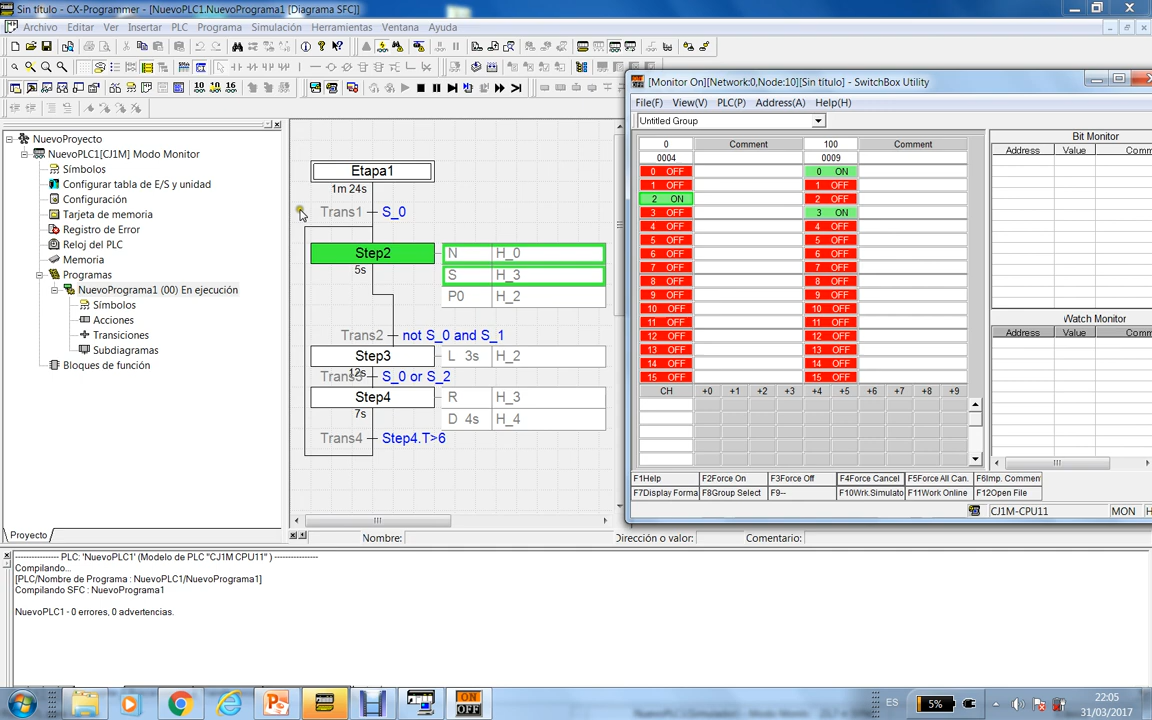 Sin título - CX-Programmer - [NuevoPLC1.NuevoPrograma1 [Diagrama SFC]]
Archivo Editar Ver Insertar PLC Programa Simulación Herramientas Ventana Ayuda
NuevoProyecto
NuevoPLC1[CJ1M] Modo Monitor
Símbolos
Configurar tabla de E/S y unidad
Configuración
Tarjeta de memoria
Registro de Error
Reloj del PLC
Memoria
Programas
NuevoPrograma1 (00) En ejecución
Símbolos
Acciones
Transiciones
Subdiagramas
Bloques de función
Proyecto
Etapa1
1m 24s
Trans1 S_0
Step2 N H_0
5s S H_3
P0 H_2
Trans2 not S_0 and S_1
Step3 L 3s H_2
12s
Trans3 S_0 or S_2
Step4 R H_3
7s D 4s H_4
Trans4 Step4.T>6
Nombre: Dirección o valor: Comentario:
[Monitor On][Network:0,Node:10][Sin título] - SwitchBox Utility
File(F) View(V) PLC(P) Address(A) Help(H)
Untitled Group
0 Comment 100 Comment
0004 0009
0 OFF 0 ON
1 OFF 1 OFF
2 ON 2 OFF
3 OFF 3 ON
4 OFF 4 OFF
5 OFF 5 OFF
6 OFF 6 OFF
7 OFF 7 OFF
8 OFF 8 OFF
9 OFF 9 OFF
10 OFF 10 OFF
11 OFF 11 OFF
12 OFF 12 OFF
13 OFF 13 OFF
14 OFF 14 OFF
15 OFF 15 OFF
CH +0 +1 +2 +3 +4 +5 +6 +7 +8 +9
Bit Monitor
Address Value Comm
Watch Monitor
Address Value Comm
F1Help F2Force On F3Force Off F4Force Cancel F5Force All Can. F6Imp. Commen
F7Display Forma F8Group Select F9-- F10Wrk.Simulato F11Work Online F12Open File
CJ1M-CPU11 MON
---------------- PLC: 'NuevoPLC1' (Modelo de PLC "CJ1M CPU11" ) ----------------
Compilando...
[PLC/Nombre de Programa : NuevoPLC1/NuevoPrograma1]
Compilando SFC : NuevoPrograma1
NuevoPLC1 - 0 errores, 0 advertencias.
ON
OFF
ES
5%
22:05
31/03/2017